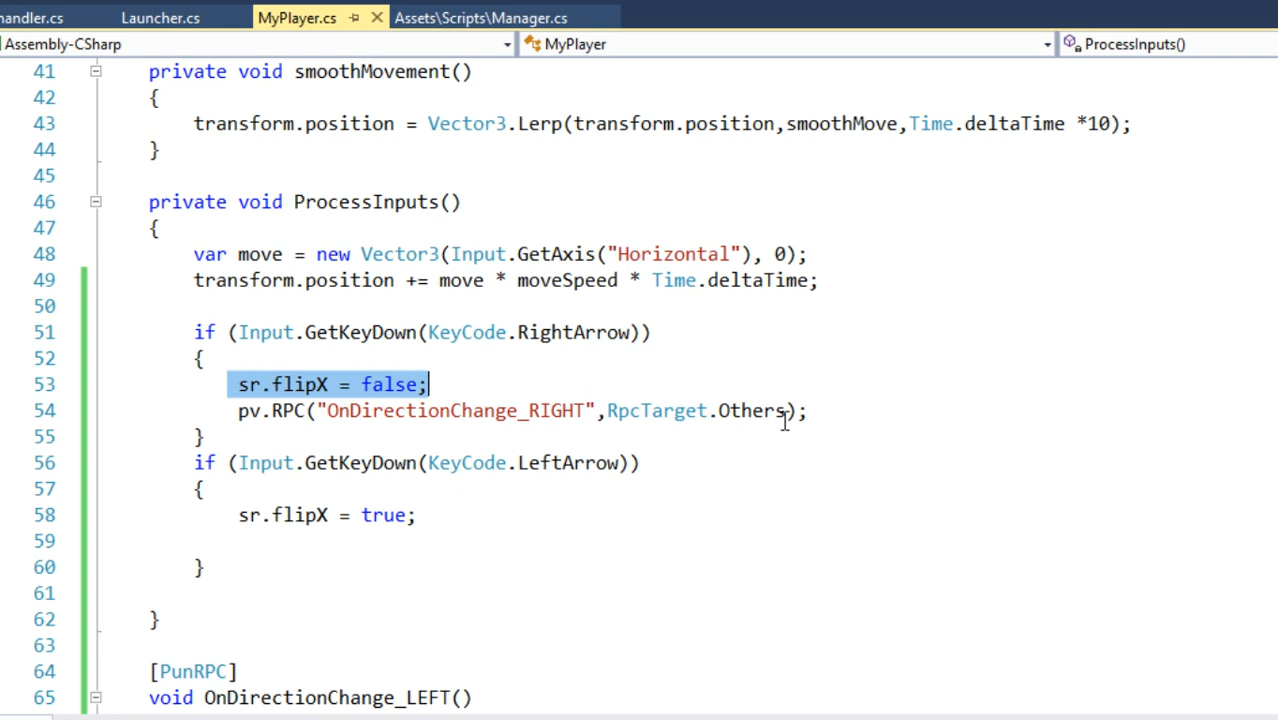 handler.cs Launcher.cs MyPlayer.cs Assets\Scripts\Manager.cs
Assembly-CSharp MyPlayer ProcessInputs()
41 private void smoothMovement()
42 {
43 transform.position = Vector3.Lerp(transform.position,smoothMove,Time.deltaTime *10);
44 }
45
46 private void ProcessInputs()
47 {
48 var move = new Vector3(Input.GetAxis("Horizontal"), 0);
49 transform.position += move * moveSpeed * Time.deltaTime;
50
51 if (Input.GetKeyDown(KeyCode.RightArrow))
52 {
53 sr.flipX = false;
54 pv.RPC("OnDirectionChange_RIGHT",RpcTarget.Others);
55 }
56 if (Input.GetKeyDown(KeyCode.LeftArrow))
57 {
58 sr.flipX = true;
59
60 }
61
62 }
63
64 [PunRPC]
65 void OnDirectionChange_LEFT()